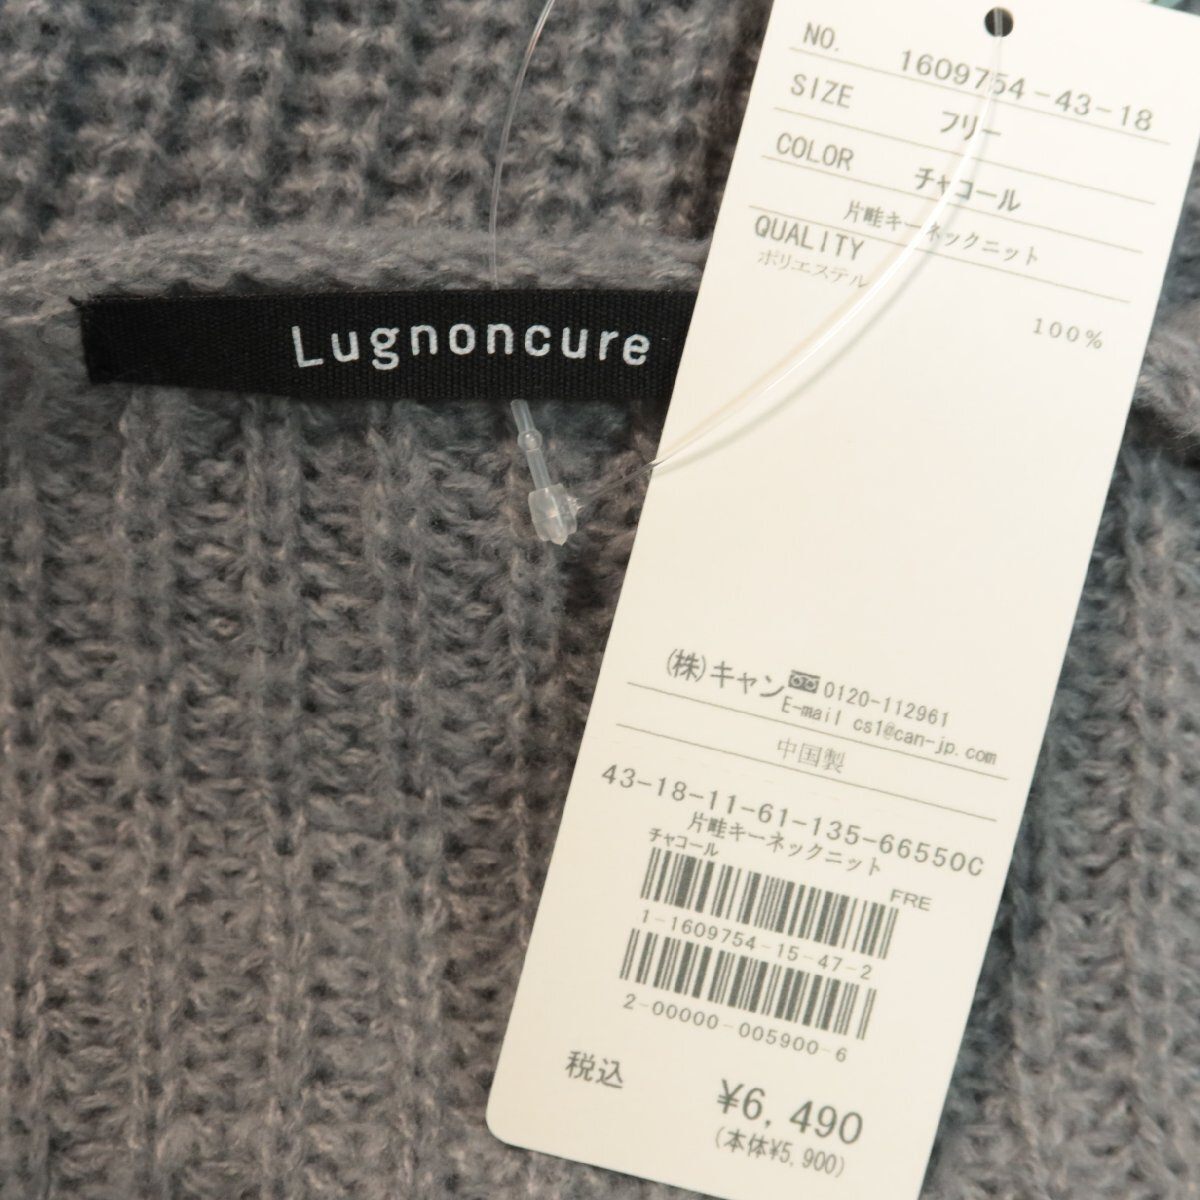 Lugnoncure
NO. 1609754-43-18
SIZE フリー
COLOR チャコール
片畦キーネックニット
QUALITY
ポリエステル
100%
(株)キャン 0120-112961
E-mail cs1@can-jp.com
中国製
43-18-11-61-135-66550C
片畦キーネックニット
チャコール
FRE
1-1609754-15-47-2
2-00000-005900-6
税込 ¥6,490
(本体¥5,900)